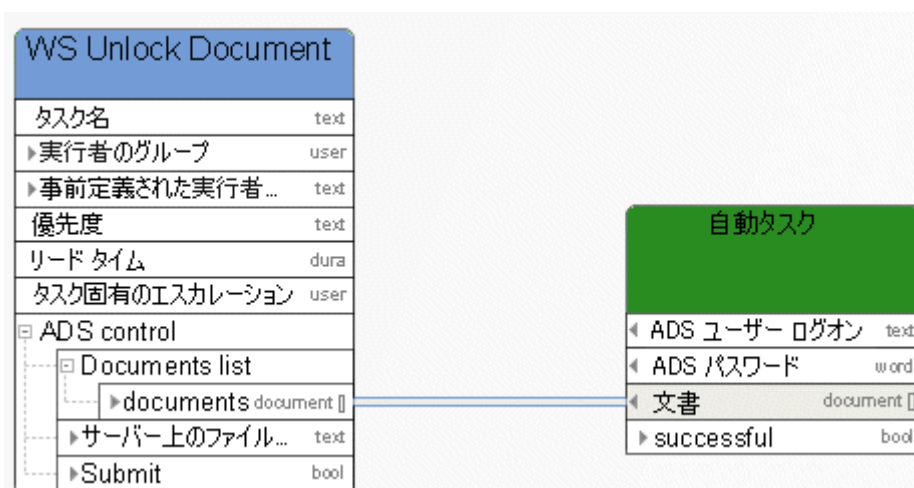 WS Unlock Document
タスク名 text
実行者のグループ user
事前定義された実行者... text
優先度 text
リード タイム dura
タスク固有のエスカレーション user
ADS control
Documents list
documents document []
サーバー上のファイル... text
Submit bool
自動タスク
ADS ユーザー ログオン text
ADS パスワード word
文書 document []
successful bool